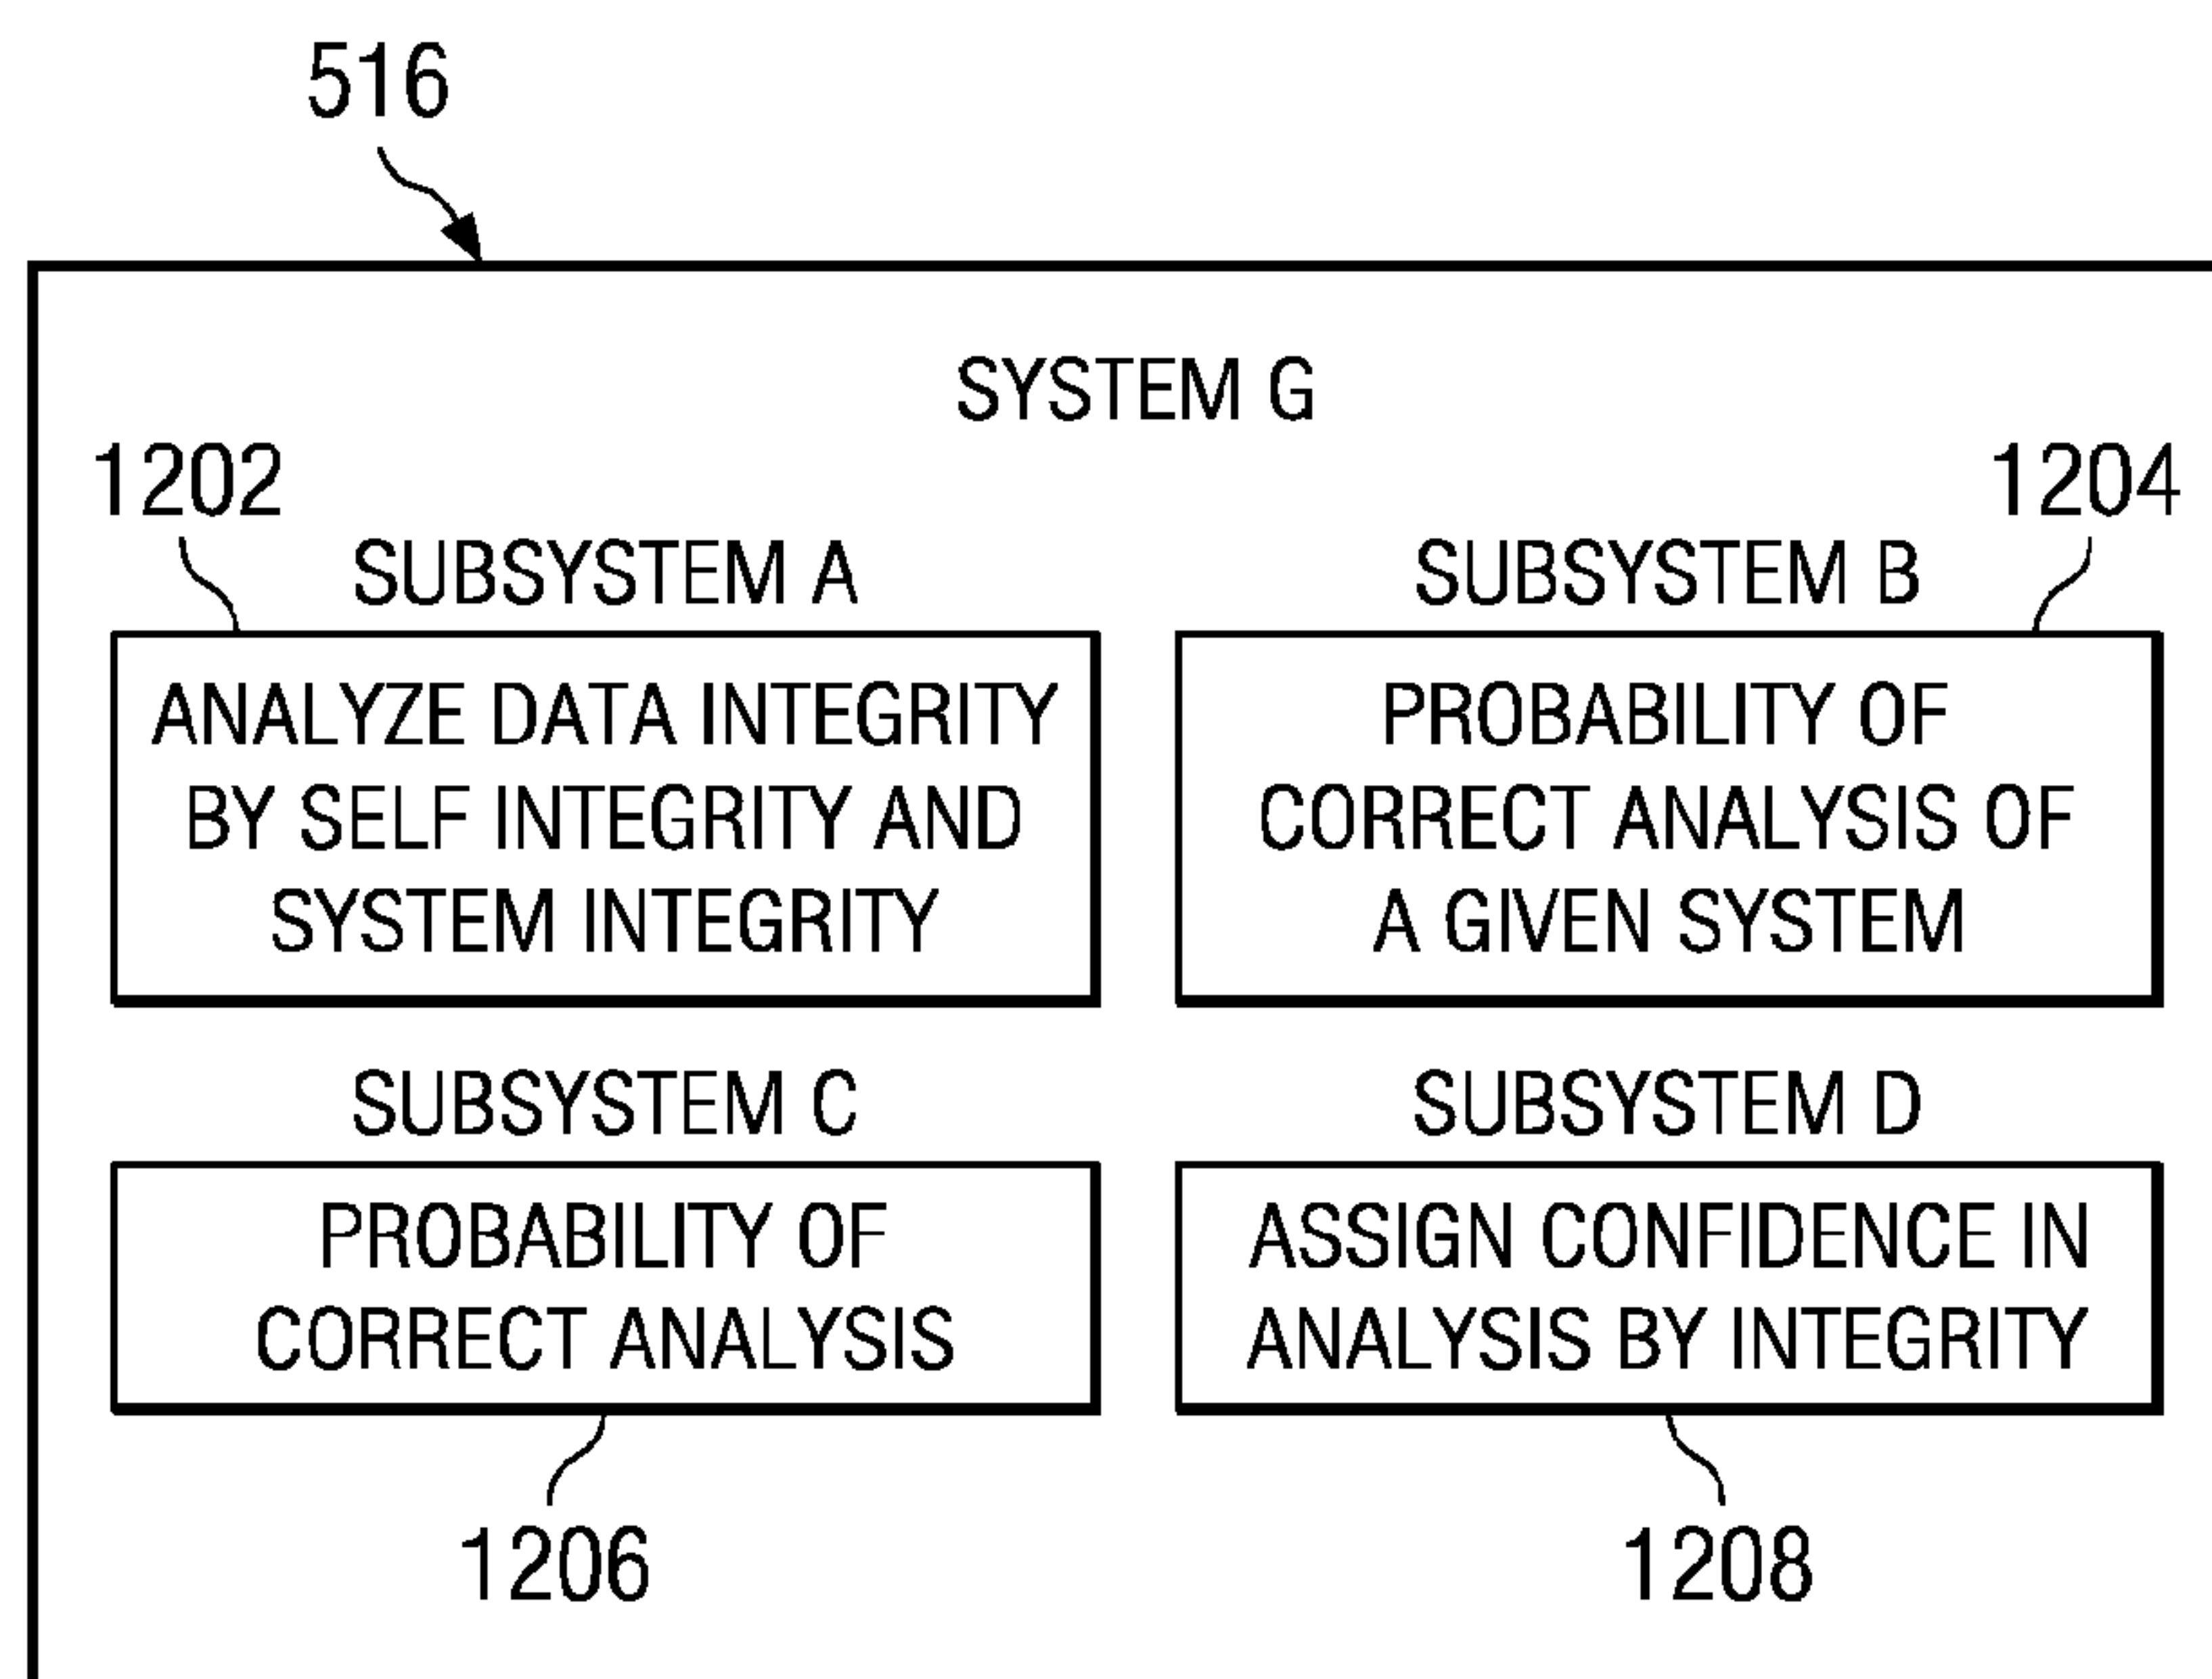 516
SYSTEM G
1202
1204
SUBSYSTEM A
SUBSYSTEM B
ANALYZE DATA INTEGRITY
BY SELF INTEGRITY AND
SYSTEM INTEGRITY
PROBABILITY OF
CORRECT ANALYSIS OF
A GIVEN SYSTEM
SUBSYSTEM C
SUBSYSTEM D
PROBABILITY OF
CORRECT ANALYSIS
ASSIGN CONFIDENCE IN
ANALYSIS BY INTEGRITY
1206
1208